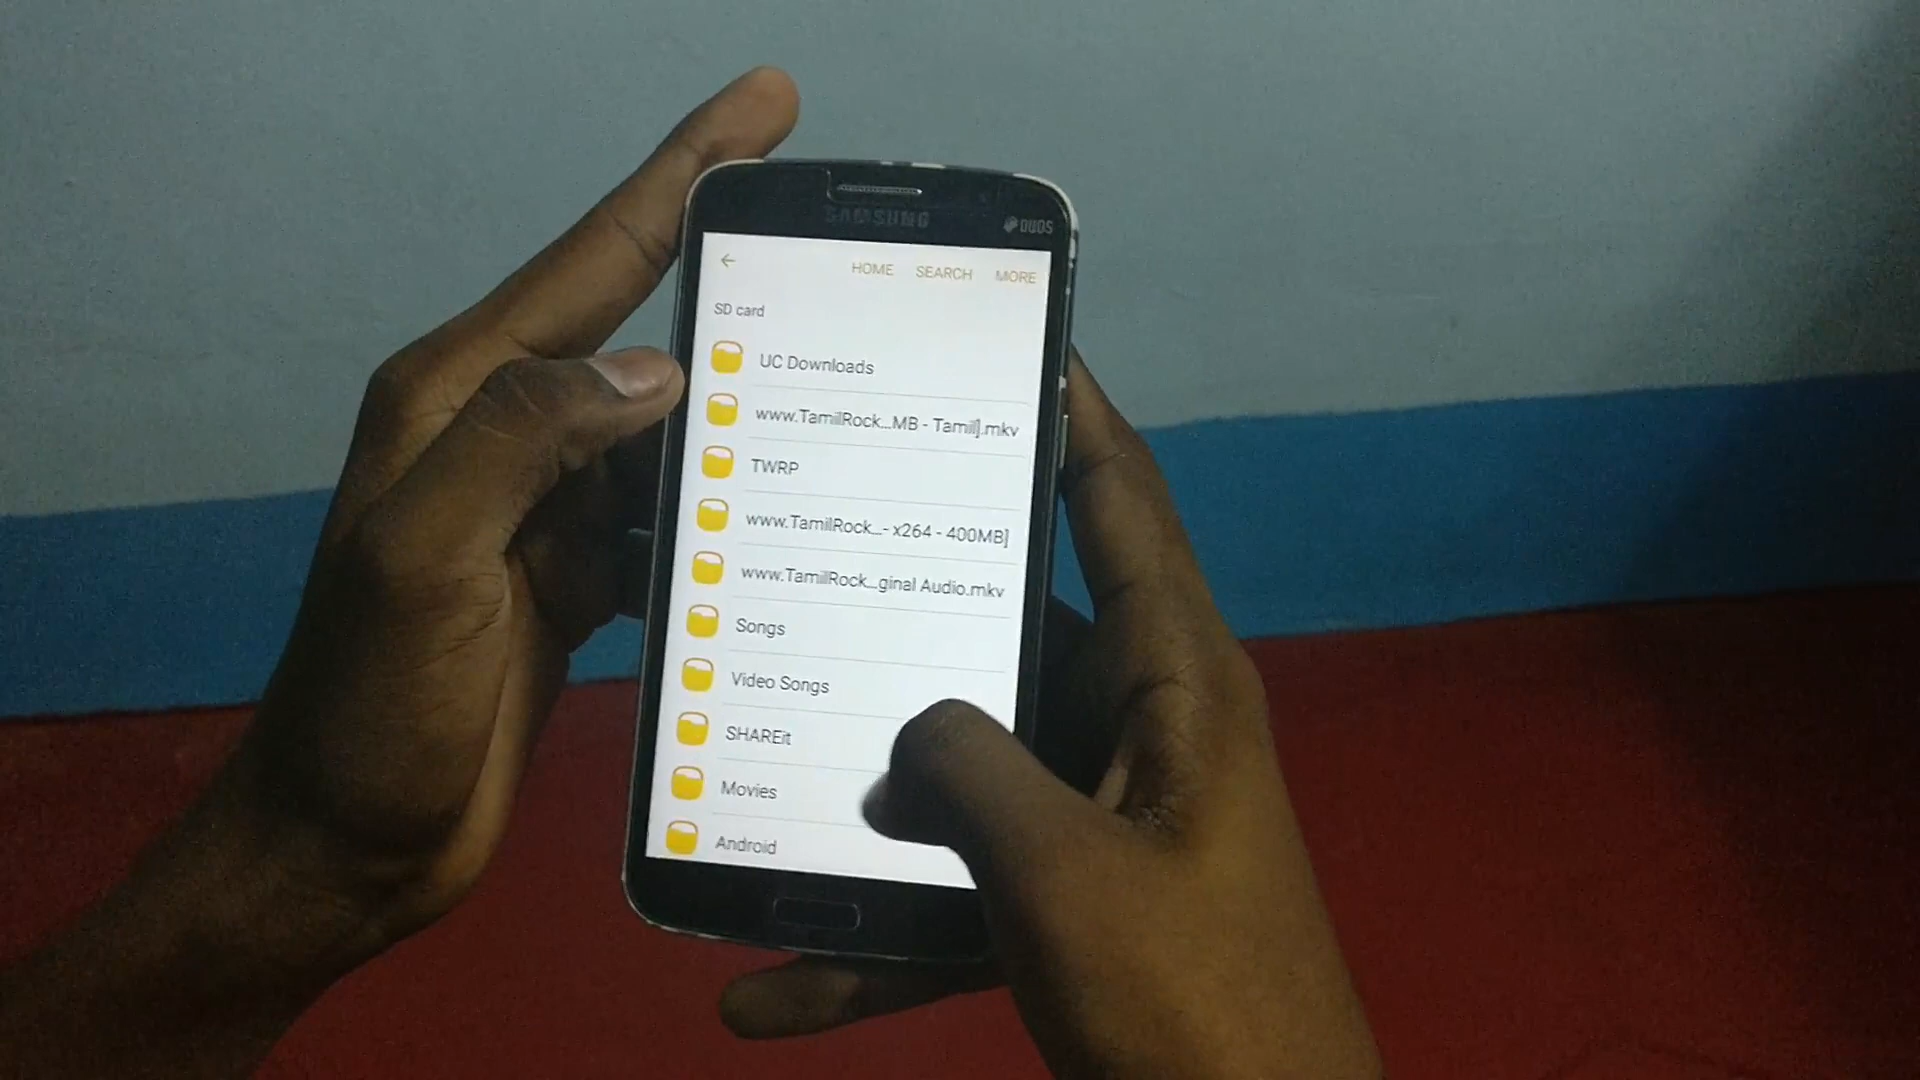 SAMSUNG
DUOS
HOME SEARCH MORE
SD card
UC Downloads
www.TamilRock...MB - Tamil].mkv
TWRP
www.TamilRock...- x264 - 400MB]
www.TamilRock...ginal Audio.mkv
Songs
Video Songs
SHAREit
Movies
Android